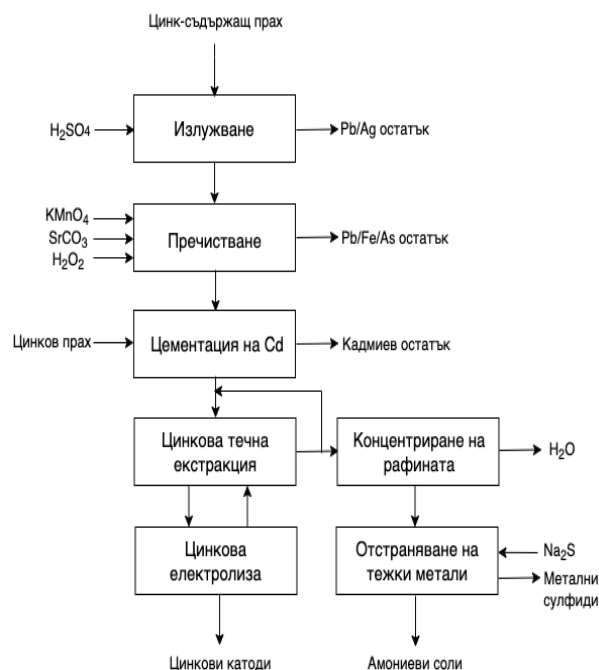 Цинк-съдържащ прах
H₂SO₄
Излужване
Pb/Ag остатък
KMnO₄
SrCO₃
H₂O₂
Пречистване
Pb/Fe/As остатък
Цинков прах
Цементация на Cd
Кадмиев остатък
Цинкова течна
екстракция
Концентриране на
рафината
H₂O
Цинкова
електролиза
Отстраняване на
тежки метали
Na₂S
Метални
сулфиди
Цинкови катоди
Амониеви соли